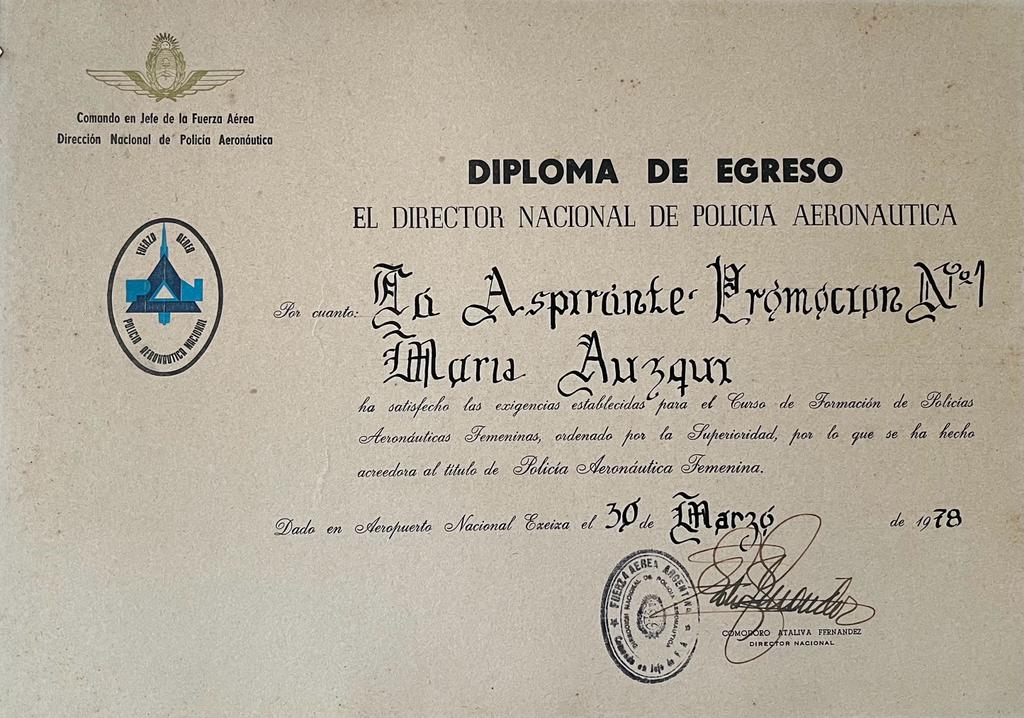 Comando en Jefe de la Fuerza Aérea
Dirección Nacional de Policía Aeronáutica
DIPLOMA DE EGRESO
EL DIRECTOR NACIONAL DE POLICIA AERONAUTICA
FUERZA AEREA
PAN
POLICIA AERONAUTICA NACIONAL
Por cuanto: La Aspirante Promocion Nº1
Maria Auzqui
ha satisfecho las exigencias establecidas para el Curso de Formación de Policías
Aeronáuticas Femeninas, ordenado por la Superioridad, por lo que se ha hecho
acreedora al título de Policía Aeronáutica Femenina.
Dado en Aeropuerto Nacional Ezeiza el 30 de Marzo de 1978
FUERZA AEREA ARGENTINA
DIRECCION NACIONAL DE POLICIA AERONAUTICA
Comando en Jefe de F. A
COMODORO ATALIVA FERNANDEZ
DIRECTOR NACIONAL